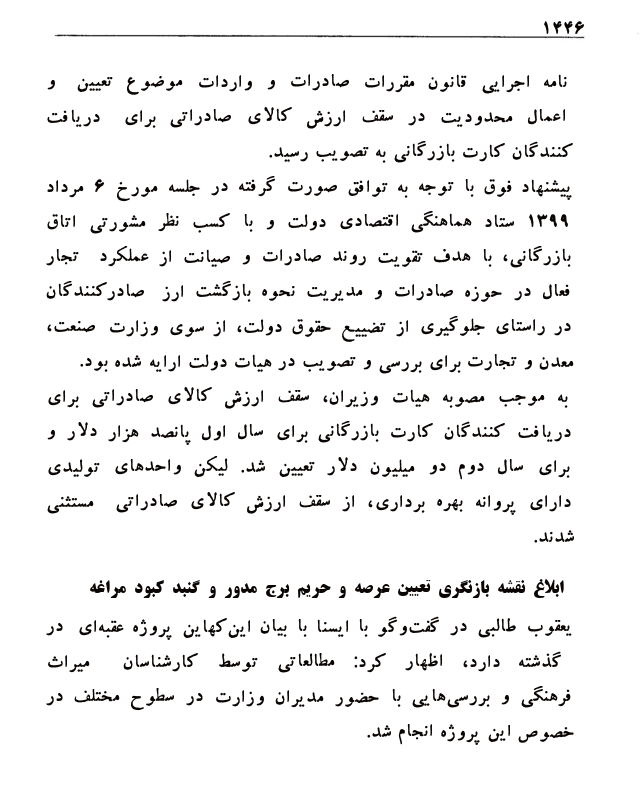 ۱۴۴۶
نامه اجرایی قانون مقررات صادرات و واردات موضوع تعیین و
اعمال محدودیت در سقف ارزش کالای صادراتی برای دریافت
کنندگان کارت بازرگانی به تصویب رسید.
پیشنهاد فوق با توجه به توافق صورت گرفته در جلسه مورخ ۶ مرداد
۱۳۹۹ ستاد هماهنگی اقتصادی دولت و با کسب نظر مشورتی اتاق
بازرگانی، با هدف تقویت روند صادرات و صیانت از عملکرد تجار
فعال در حوزه صادرات و مدیریت نحوه بازگشت ارز صادرکنندگان
در راستای جلوگیری از تضییع حقوق دولت، از سوی وزارت صنعت،
معدن و تجارت برای بررسی و تصویب در هیات دولت ارایه شده بود.
به موجب مصوبه هیات وزیران، سقف ارزش کالای صادراتی برای
دریافت کنندگان کارت بازرگانی برای سال اول پانصد هزار دلار و
برای سال دوم دو میلیون دلار تعیین شد. لیکن واحدهای تولیدی
دارای پروانه بهره برداری، از سقف ارزش کالای صادراتی مستثنی
شدند.
ابلاغ نقشه بازنگری تعیین عرصه و حریم برج مدور و گنبد کبود مراغه
یعقوب طالبی در گفت‌وگو با ایسنا با بیان این‌کهاین پروژه عقبه‌ای در
گذشته دارد، اظهار کرد: مطالعاتی توسط کارشناسان میراث
فرهنگی و بررسی‌هایی با حضور مدیران وزارت در سطوح مختلف در
خصوص این پروژه انجام شد.